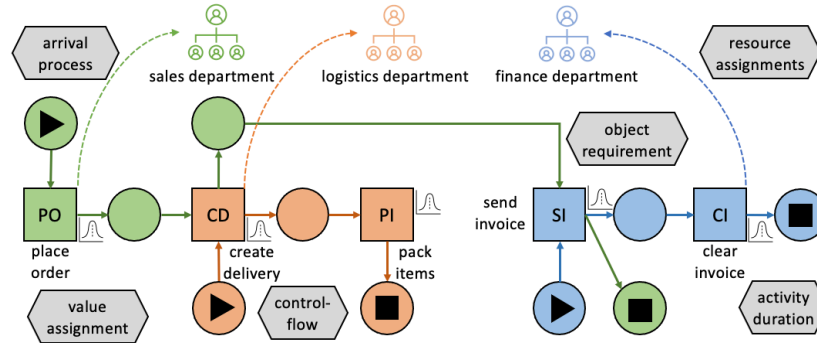 arrival
process
sales department
logistics department
finance department
resource
assignments
object
requirement
PO
CD
PI
send
invoice
SI
CI
place
order
create
delivery
pack
items
clear
invoice
value
assignment
control-
flow
activity
duration